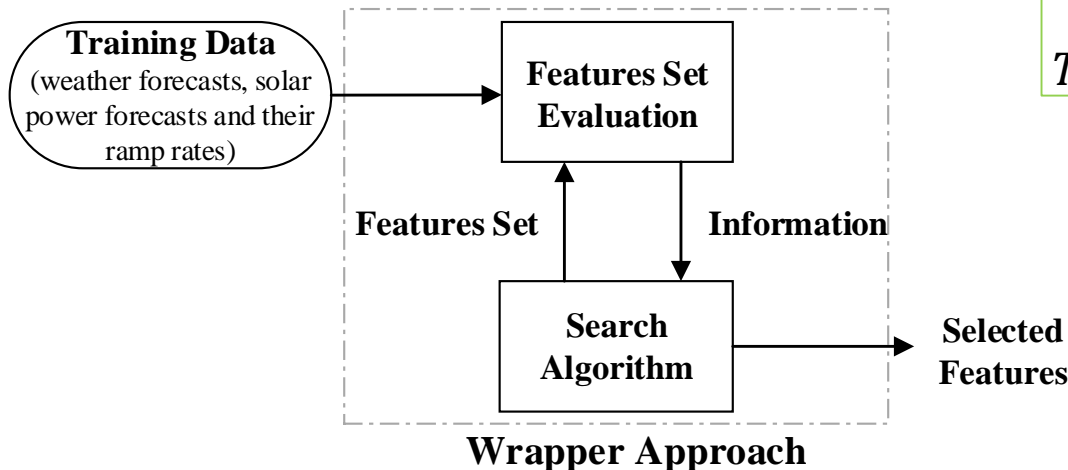 Training Data
(weather forecasts, solar
power forecasts and their
ramp rates)
Features Set
Evaluation
Features Set
Information
Search
Algorithm
Selected
Features
Wrapper Approach
T